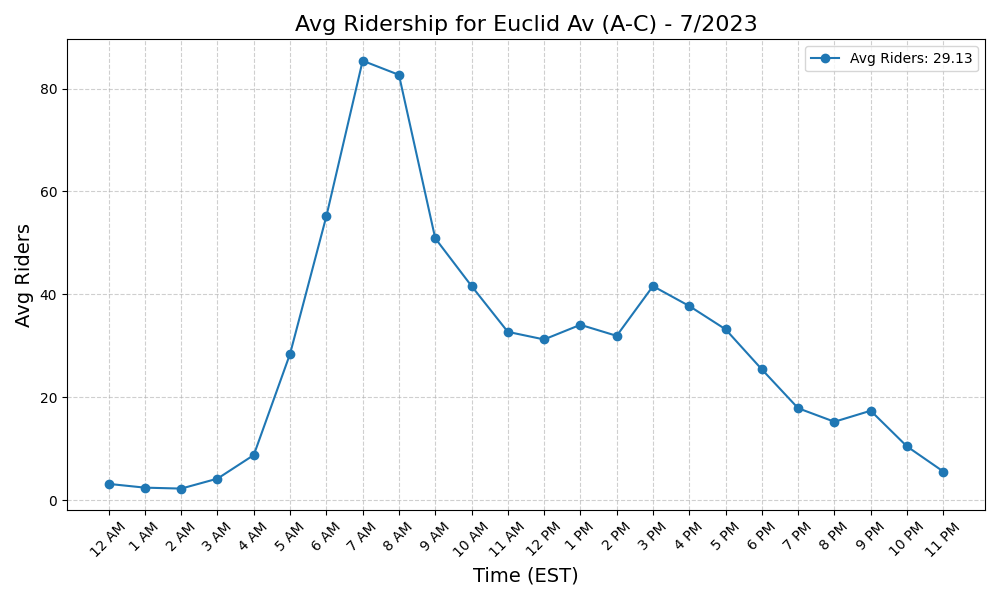 Avg Ridership for Euclid Av (A-C) - 7/2023
Avg Riders: 29.13
Avg Riders
80
60
40
20
0
12 AM
1 AM
2 AM
3 AM
4 AM
5 AM
6 AM
7 AM
8 AM
9 AM
10 AM
11 AM
12 PM
1 PM
2 PM
3 PM
4 PM
5 PM
6 PM
7 PM
8 PM
9 PM
10 PM
11 PM
Time (EST)